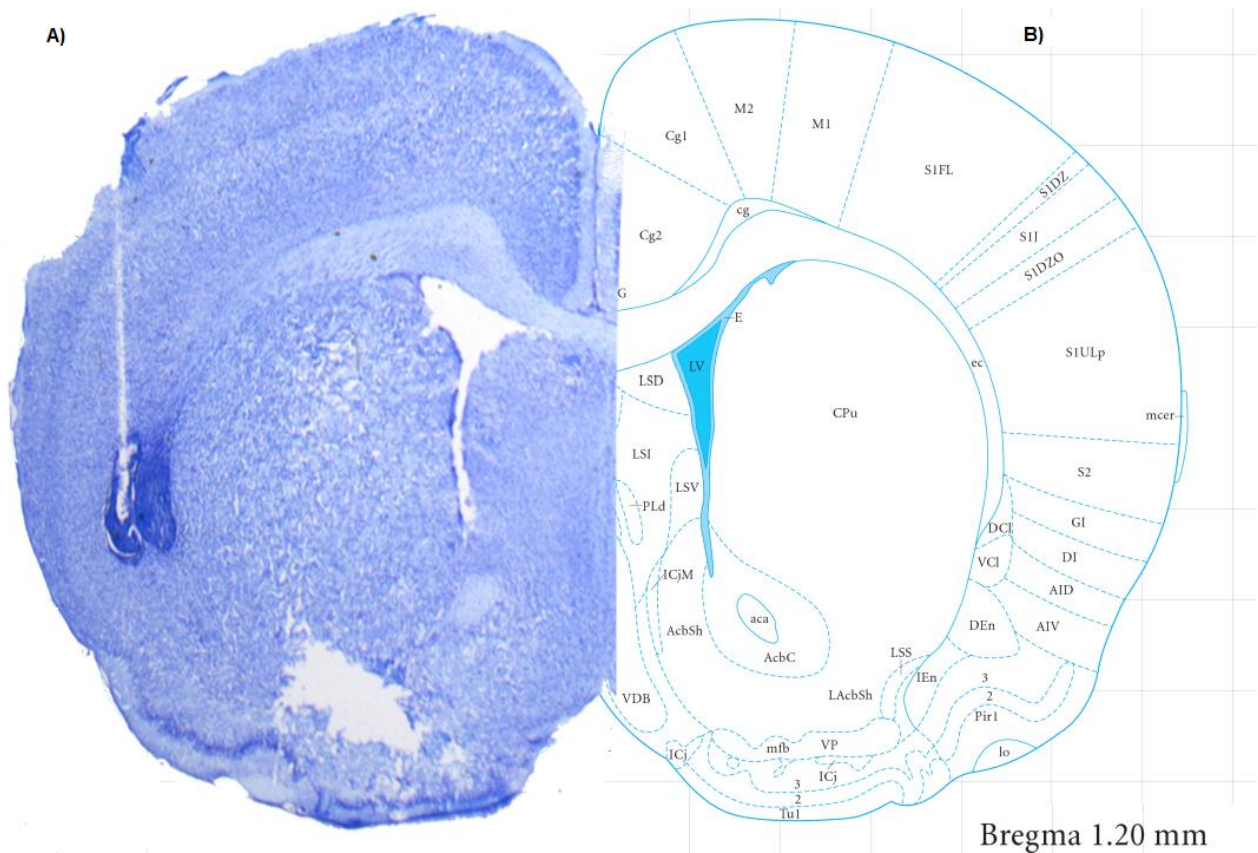 A)
B)
M2
M1
Cg1
S1FL
S1DZ
cg
S1J
Cg2
S1DZO
G
E
S1ULp
LV
ec
LSD
CPu
mcer
LSI
S2
LSV
PLd
GI
DCl
DI
VCl
ICjM
AID
aca
AcbSh
DEn
AIV
AcbC
LSS
IEn
3
LAcbSh
2
VDB
Pir1
mfb
VP
lo
ICj
ICj
3
2
Tu1
Bregma 1.20 mm